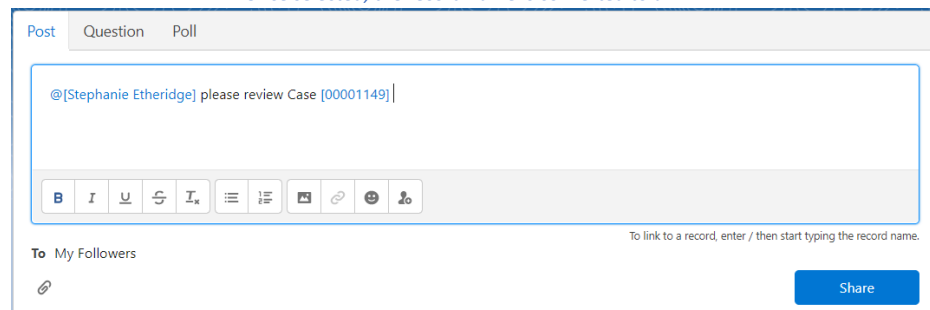 Post Question Poll
@[Stephanie Etheridge] please review Case [00001149]
B I U S Tx
To link to a record, enter / then start typing the record name.
To My Followers
Share